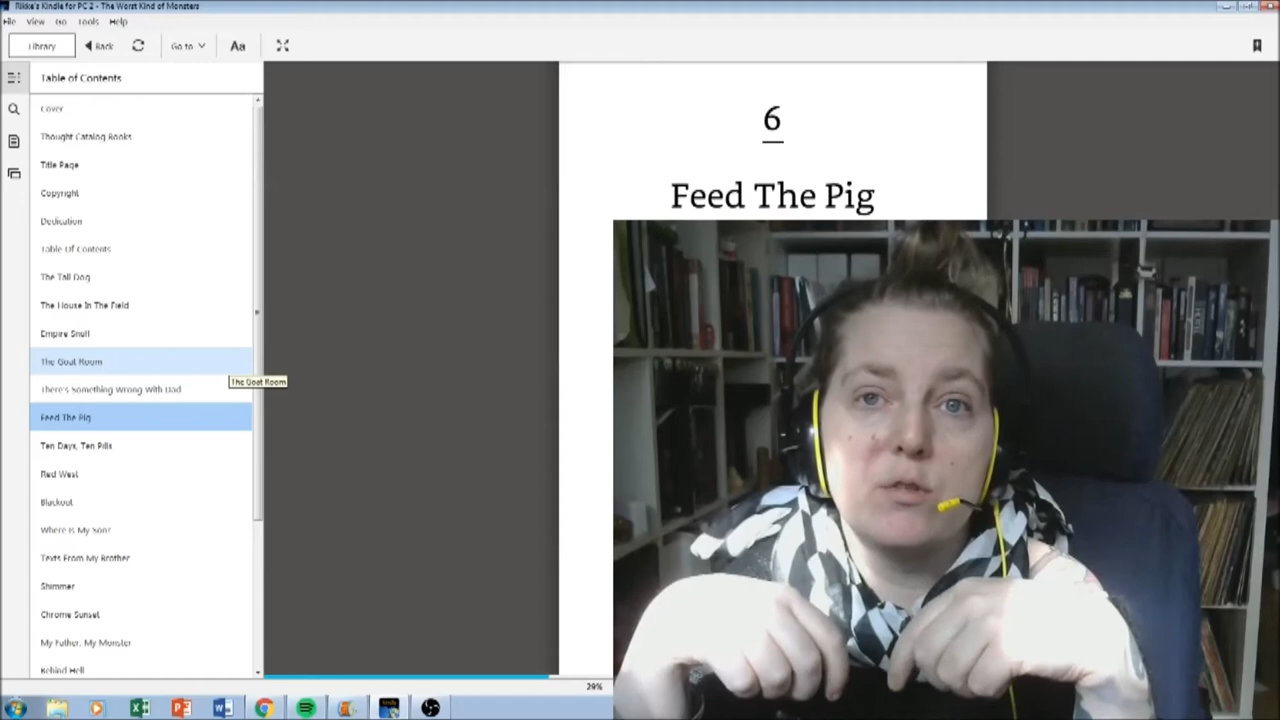 Rikke's Kindle for PC 2 - The Worst Kind of Monsters
File View Go Tools Help
Library Back Go to Aa
Table of Contents
Cover
Thought Catalog Books
Title Page
Copyright
Dedication
Table Of Contents
The Tall Dog
The House In The Field
Empire Snuff
The Goat Room
The Goat Room
There's Something Wrong With Dad
Feed The Pig
Ten Days, Ten Pills
Red West
Blackout
Where Is My Son?
Texts From My Brother
Shimmer
Chrome Sunset
My Father, My Monster
Behind Hell
6
Feed The Pig
29%